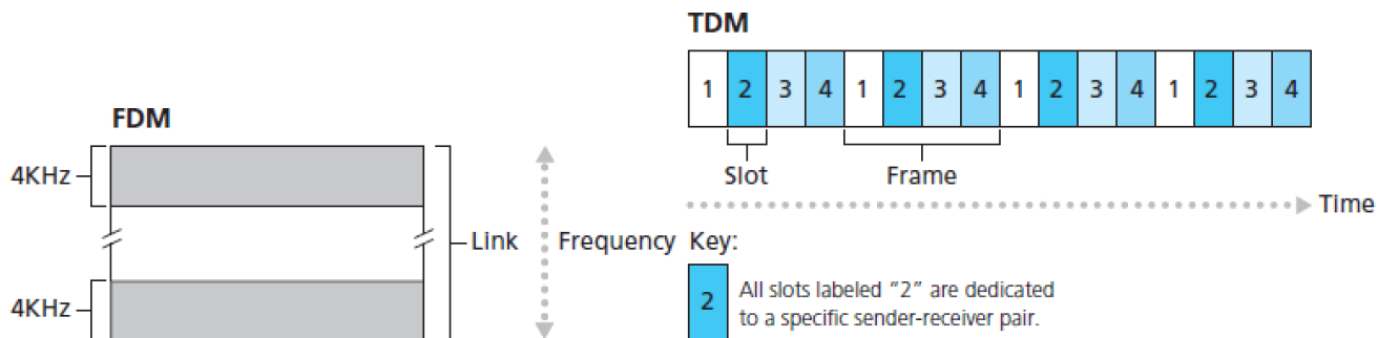 TDM
1 2 3 4 1 2 3 4 1 2 3 4 1 2 3 4
Slot Frame
Time
FDM
4KHz
4KHz
Link
Frequency
Key:
2
All slots labeled “2” are dedicated
to a specific sender-receiver pair.